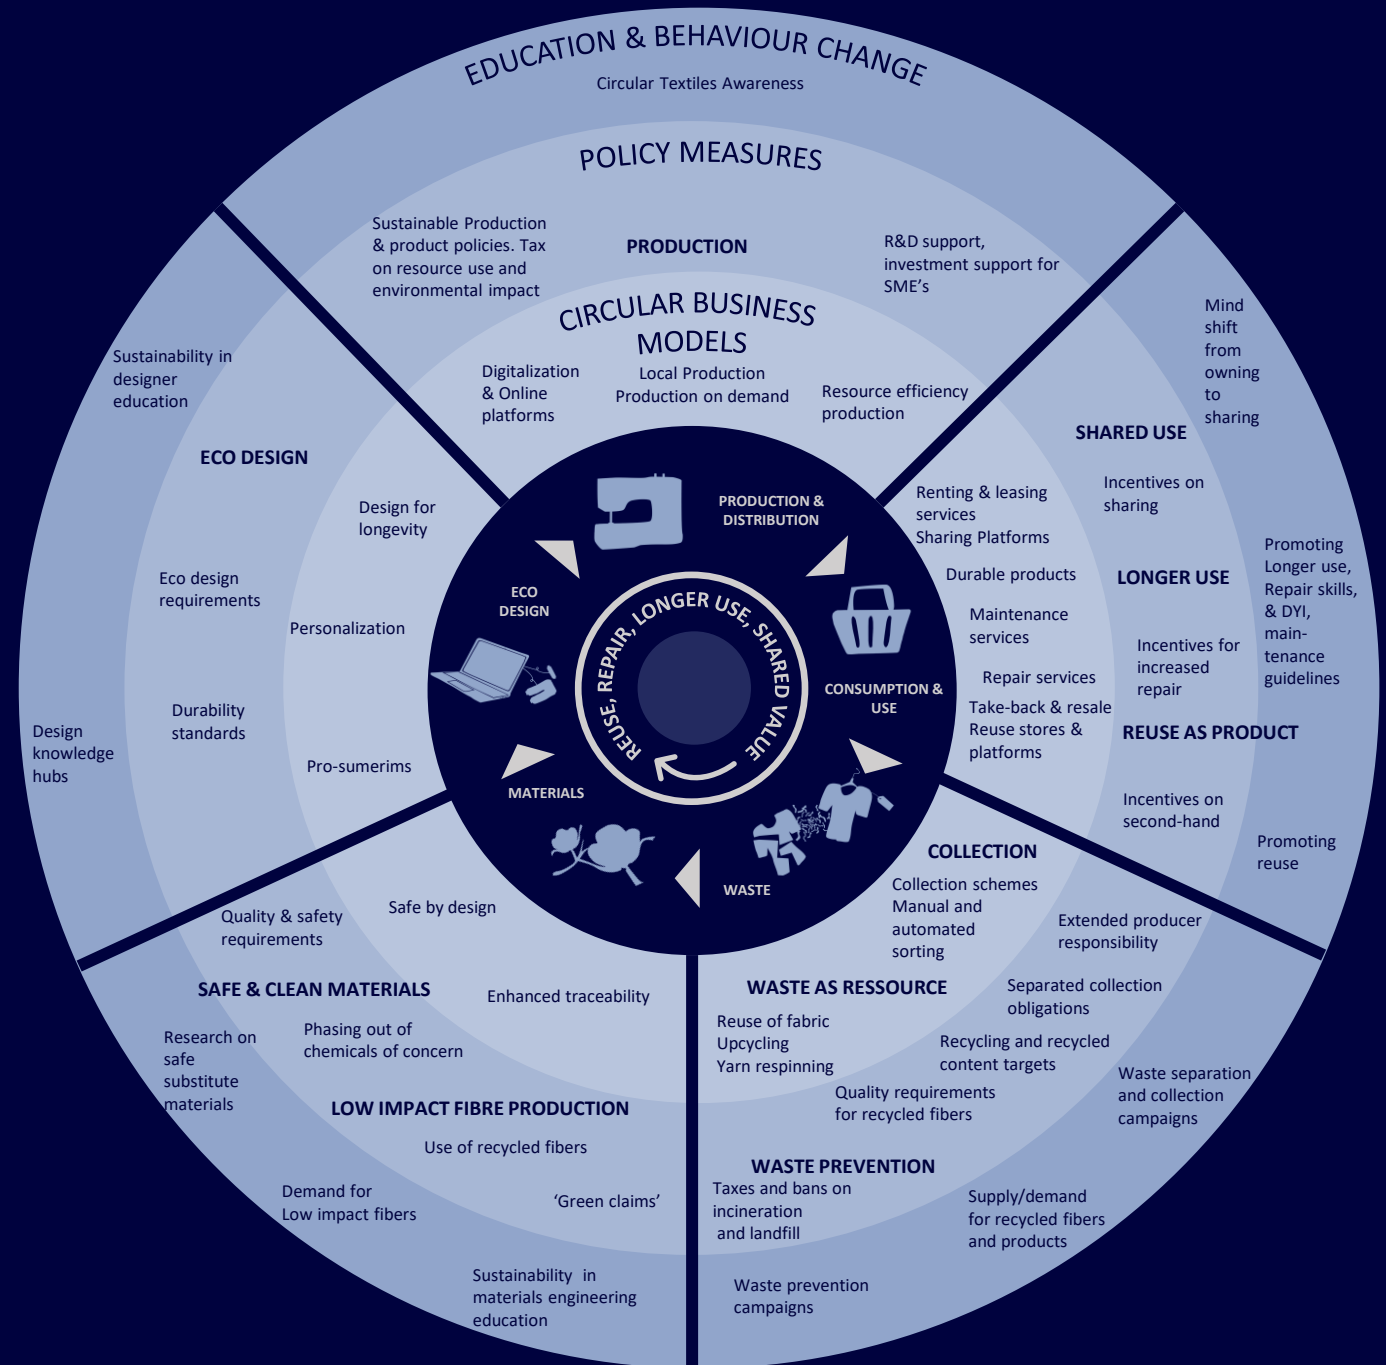 EDUCATION & BEHAVIOUR CHANGE
Circular Textiles Awareness
POLICY MEASURES
Sustainable Production
& product policies. Tax
on resource use and
environmental impact
PRODUCTION
R&D support,
investment support for
SME's
CIRCULAR BUSINESS
MODELS
Digitalization
& Online
platforms
Local Production
Production on demand
Resource efficiency
production
Mind
shift
from
owning
to
sharing
SHARED USE
Incentives on
sharing
Renting & leasing
services
Sharing Platforms
Promoting
Longer use,
Repair skills,
& DYI,
main-
tenance
guidelines
Durable products
LONGER USE
Maintenance
services
Incentives for
increased
repair
Repair services
Take-back & resale
Reuse stores &
platforms
REUSE AS PRODUCT
Incentives on
second-hand
Promoting
reuse
COLLECTION
Collection schemes
Manual and
automated
sorting
Extended producer
responsibility
WASTE AS RESSOURCE
Separated collection
obligations
Reuse of fabric
Upcycling
Yarn respinning
Recycling and recycled
content targets
Quality requirements
for recycled fibers
Waste separation
and collection
campaigns
WASTE PREVENTION
Taxes and bans on
incineration
and landfill
Supply/demand
for recycled fibers
and products
Waste prevention
campaigns
Safe by design
Quality & safety
requirements
SAFE & CLEAN MATERIALS
Enhanced traceability
Research on
safe
substitute
materials
Phasing out of
chemicals of concern
LOW IMPACT FIBRE PRODUCTION
Use of recycled fibers
Demand for
Low impact fibers
‘Green claims’
Sustainability in
materials engineering
education
Sustainability in
designer
education
ECO DESIGN
Design for
longevity
Eco design
requirements
Personalization
Durability
standards
Design
knowledge
hubs
Pro-sumerims
PRODUCTION &
DISTRIBUTION
ECO
DESIGN
CONSUMPTION &
USE
MATERIALS
WASTE
REUSE, REPAIR, LONGER USE, SHARED VALUE